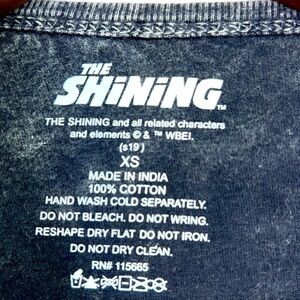 THE
SHiNiNG™
THE SHINING and all related characters
and elements © & ™ WBEI.
(s19)
XS
MADE IN INDIA
100% COTTON
HAND WASH COLD SEPARATELY.
DO NOT BLEACH. DO NOT WRING.
RESHAPE DRY FLAT DO NOT IRON.
DO NOT DRY CLEAN.
RN# 115665